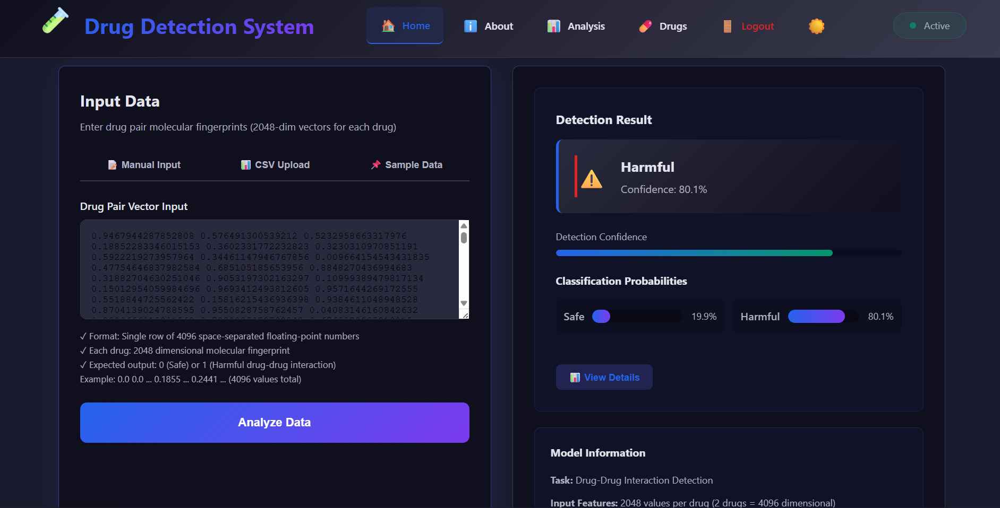 Drug Detection System
Home
About
Analysis
Drugs
Logout
Active
Input Data
Enter drug pair molecular fingerprints (2048-dim vectors for each drug)
Manual Input
CSV Upload
Sample Data
Drug Pair Vector Input
0.9467944287852808 0.576491300539212 0.5232958663317976
0.18852283346015153 0.3602331772232823 0.3230310970851191
0.5922219273957964 0.34461147946767856 0.009664154543431835
0.477546468379825​84 0.685105185653956 0.8848270436994683
0.31882704630251046 0.9053197302163297 0.10999389479817134
0.15012954059984696 0.9693412493812605 0.9571644269172555
0.5518844725562422 0.15816215436936398 0.9384611048948528
0.8704139024788595 0.9550828758762457 0.040831461608​42632
✓ Format: Single row of 4096 space-separated floating-point numbers
✓ Each drug: 2048 dimensional molecular fingerprint
✓ Expected output: 0 (Safe) or 1 (Harmful drug-drug interaction)
Example: 0.0 0.0 ... 0.1855 ... 0.2441 ... (4096 values total)
Analyze Data
Detection Result
Harmful
Confidence: 80.1%
Detection Confidence
Classification Probabilities
Safe 19.9% Harmful 80.1%
View Details
Model Information
Task: Drug-Drug Interaction Detection
Input Features: 2048 values per drug (2 drugs = 4096 dimensional)